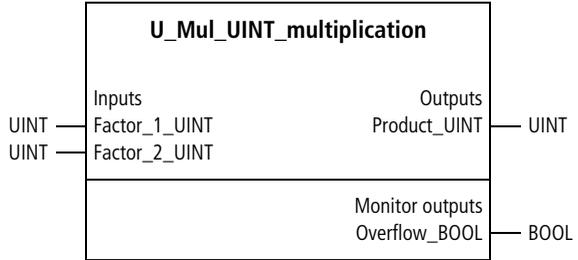 U_Mul_UINT_multiplication
Inputs Outputs
UINT Factor_1_UINT Product_UINT UINT
UINT Factor_2_UINT
Monitor outputs
Overflow_BOOL BOOL